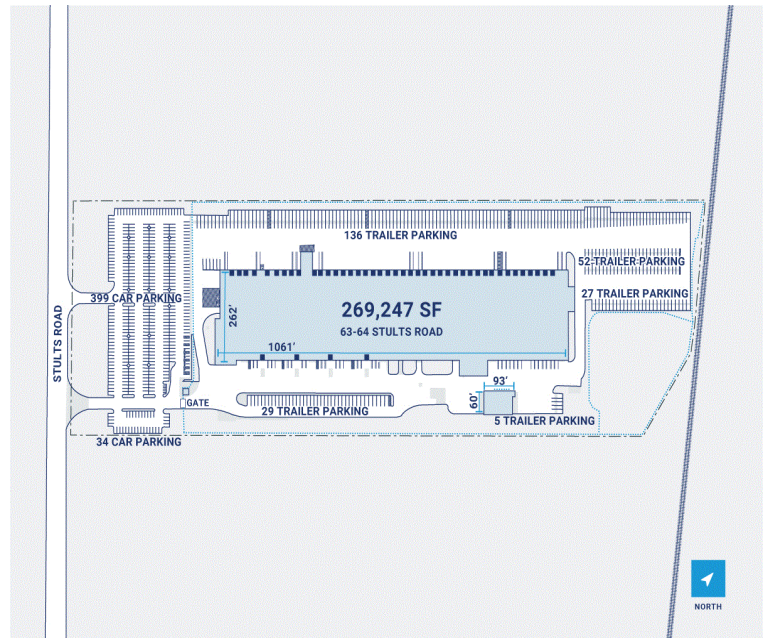 136 TRAILER PARKING
52 TRAILER PARKING
399 CAR PARKING
27 TRAILER PARKING
269,247 SF
63-64 STULTS ROAD
262’
1061’
STULTS ROAD
93’
60’
GATE
29 TRAILER PARKING
5 TRAILER PARKING
34 CAR PARKING
NORTH